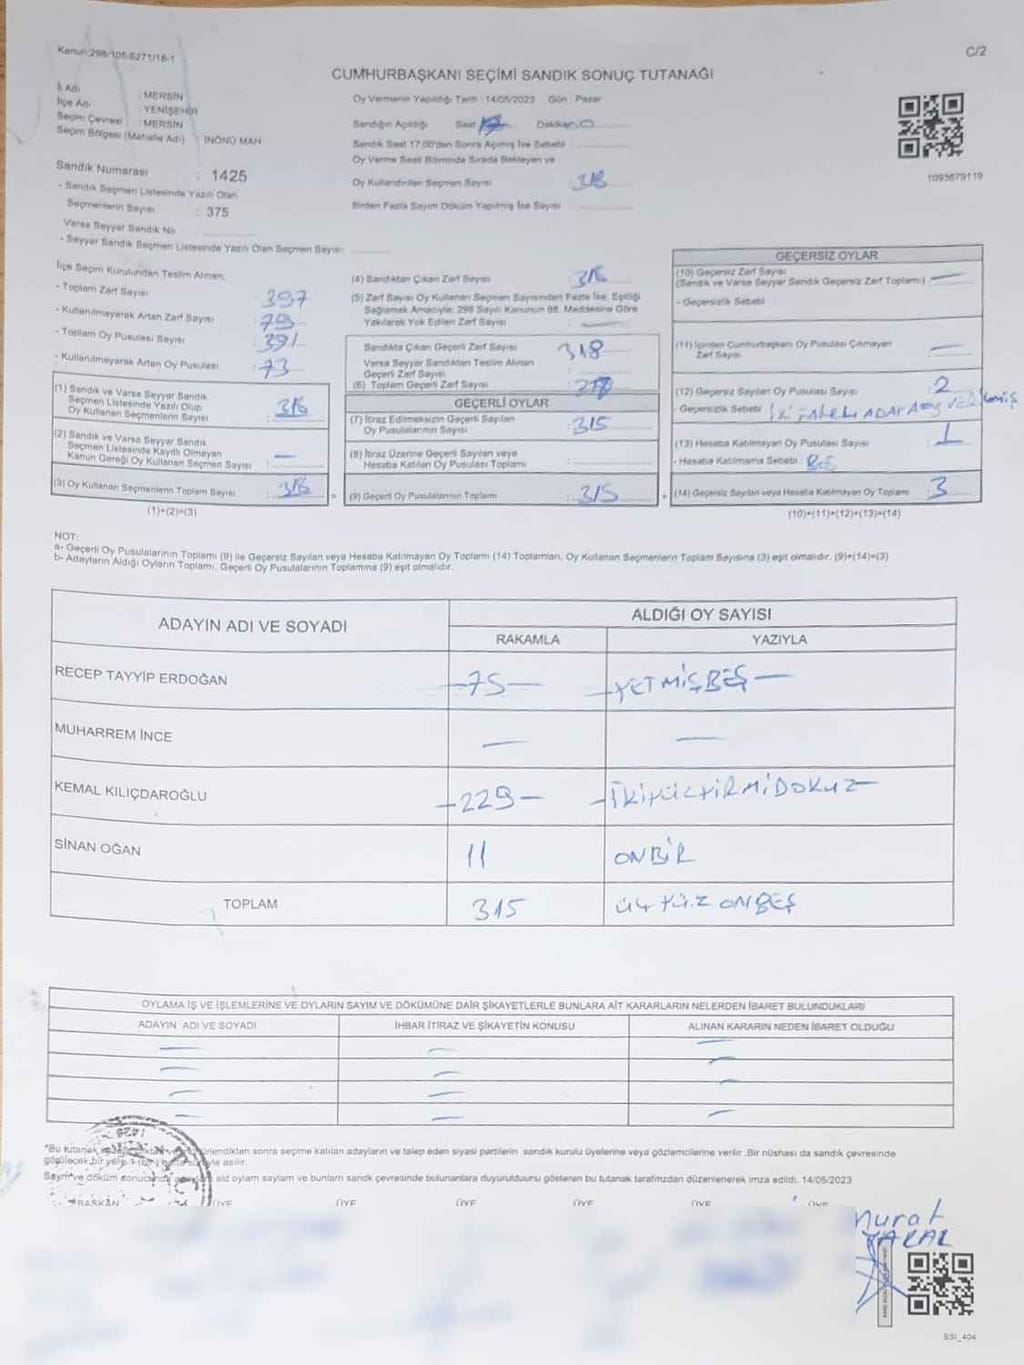 Kanun:298/105,6271/18-1
C/2
CUMHURBAŞKANI SEÇİMİ SANDIK SONUÇ TUTANAĞI
İl Adı : MERSİN
İlçe Adı : YENİŞEHİR
Seçim Çevresi : MERSİN
Seçim Bölgesi (Mahalle Adı) : İNÖNÜ MAH
Sandık Numarası : 1425
- Sandık Seçmen Listesinde Yazılı Olan
Seçmenlerin Sayısı : 375
Varsa Seyyar Sandık No
- Seyyar Sandık Seçmen Listesinde Yazılı Olan Seçmen Sayısı:
Oy Vermenin Yapıldığı Tarih : 14/05/2023 Gün : Pazar
Sandığın Açıldığı Saat 17 Dakika
Sandık Saat 17.00'den Sonra Açılmış İse Sebebi :
Oy Verme Saati Bitiminde Sırada Bekleyen ve
Oy Kullandırılan Seçmen Sayısı : 318
Birden Fazla Sayım Döküm Yapılmış İse Sayısı :
1093679119
İlçe Seçim Kurulundan Teslim Alınan;
- Toplam Zarf Sayısı : 397
- Kullanılmayarak Artan Zarf Sayısı : 79
- Toplam Oy Pusulası Sayısı : 391
- Kullanılmayarak Artan Oy Pusulası : 73
(1) Sandık ve Varsa Seyyar Sandık
Seçmen Listesinde Yazılı Olup
Oy Kullanan Seçmenlerin Sayısı : 318
(2) Sandık ve Varsa Seyyar Sandık
Seçmen Listesinde Kayıtlı Olmayan
Kanun Gereği Oy Kullanan Seçmen Sayısı : —
(3) Oy Kullanan Seçmenlerin Toplam Sayısı : 318
(1)+(2)=(3)
(4) Sandıktan Çıkan Zarf Sayısı : 318
(5) Zarf Sayısı Oy Kullanan Seçmen Sayısından Fazla İse, Eşitliği
Sağlamak Amacıyla; 298 Sayılı Kanunun 98. Maddesine Göre
Yakılarak Yok Edilen Zarf Sayısı : —
Sandıkta Çıkan Geçerli Zarf Sayısı : 318
Varsa Seyyar Sandıktan Teslim Alınan
Geçerli Zarf Sayısı :
(6) Toplam Geçerli Zarf Sayısı :
GEÇERLİ OYLAR
(7) İtiraz Edilmeksizin Geçerli Sayılan
Oy Pusulalarının Sayısı : 315
(8) İtiraz Üzerine Geçerli Sayılan veya
Hesaba Katılan Oy Pusulası Toplamı :
(9) Geçerli Oy Pusulalarının Toplamı : 315
GEÇERSİZ OYLAR
(10) Geçersiz Zarf Sayısı
(Sandık ve Varsa Seyyar Sandık Geçersiz Zarf Toplamı) : —
- Geçersizlik Sebebi :
(11) İçinden Cumhurbaşkanı Oy Pusulası Çıkmayan
Zarf Sayısı : —
(12) Geçersiz Sayılan Oy Pusulası Sayısı : 2
- Geçersizlik Sebebi :
(13) Hesaba Katılmayan Oy Pusulası Sayısı : 1
- Hesaba Katılmama Sebebi : BOŞ
(14) Geçersiz Sayılan veya Hesaba Katılmayan Oy Toplamı : 3
(10)+(11)+(12)+(13)=(14)
NOT:
a- Geçerli Oy Pusulalarının Toplamı (9) ile Geçersiz Sayılan veya Hesaba Katılmayan Oy Toplamı (14) Toplamları, Oy Kullanan Seçmenlerin Toplam Sayısına (3) eşit olmalıdır. (9)+(14)=(3)
b- Adayların Aldığı Oyların Toplamı, Geçerli Oy Pusulalarının Toplamına (9) eşit olmalıdır.
ADAYIN ADI VE SOYADI
ALDIĞI OY SAYISI
RAKAMLA YAZIYLA
RECEP TAYYİP ERDOĞAN —75— —YETMİŞBEŞ—
MUHARREM İNCE — —
KEMAL KILIÇDAROĞLU —229— —İKİYÜZYİRMİDOKUZ—
SİNAN OĞAN 11 ONBİR
TOPLAM 315 ÜÇYÜZ ONBEŞ
OYLAMA İŞ VE İŞLEMLERİNE VE OYLARIN SAYIM VE DÖKÜMÜNE DAİR ŞİKAYETLERLE BUNLARA AİT KARARLARIN NELERDEN İBARET BULUNDUKLARI
ADAYIN ADI VE SOYADI İHBAR İTİRAZ VE ŞİKAYETİN KONUSU ALINAN KARARIN NEDEN İBARET OLDUĞU
*Bu tutanak sonra seçime katılan adayların ve talep eden siyasi partilerin sandık kurulu üyelerine veya gözlemcilerine verilir .Bir nüshası da sandık çevresinde
görülecek bir yere asılır.
Sayım ve döküm sonucunda ait oyların sayılan ve bunların sandık çevresinde bulunanlara duyurulduğunu gösteren bu tutanak tarafımızdan düzenlenerek imza edildi. 14/05/2023
BAŞKAN ÜYE ÜYE ÜYE ÜYE ÜYE ÜYE
Murat
SSI_404